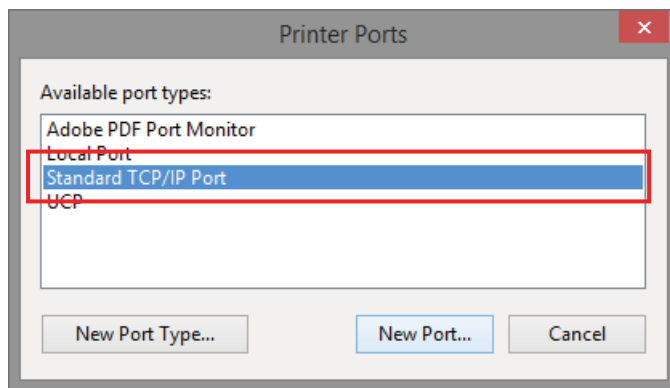 Printer Ports
Available port types:
Adobe PDF Port Monitor
Local Port
Standard TCP/IP Port
UCP
New Port Type... New Port... Cancel